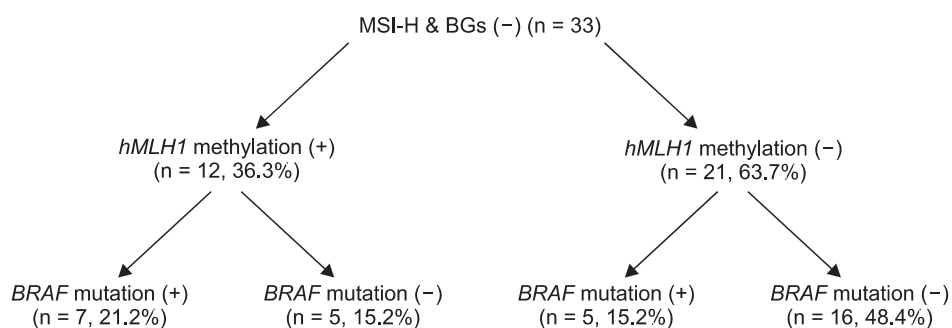 MSI-H & BGs (−) (n = 33)
hMLH1 methylation (+)
(n = 12, 36.3%)
hMLH1 methylation (−)
(n = 21, 63.7%)
BRAF mutation (+)
(n = 7, 21.2%)
BRAF mutation (−)
(n = 5, 15.2%)
BRAF mutation (+)
(n = 5, 15.2%)
BRAF mutation (−)
(n = 16, 48.4%)